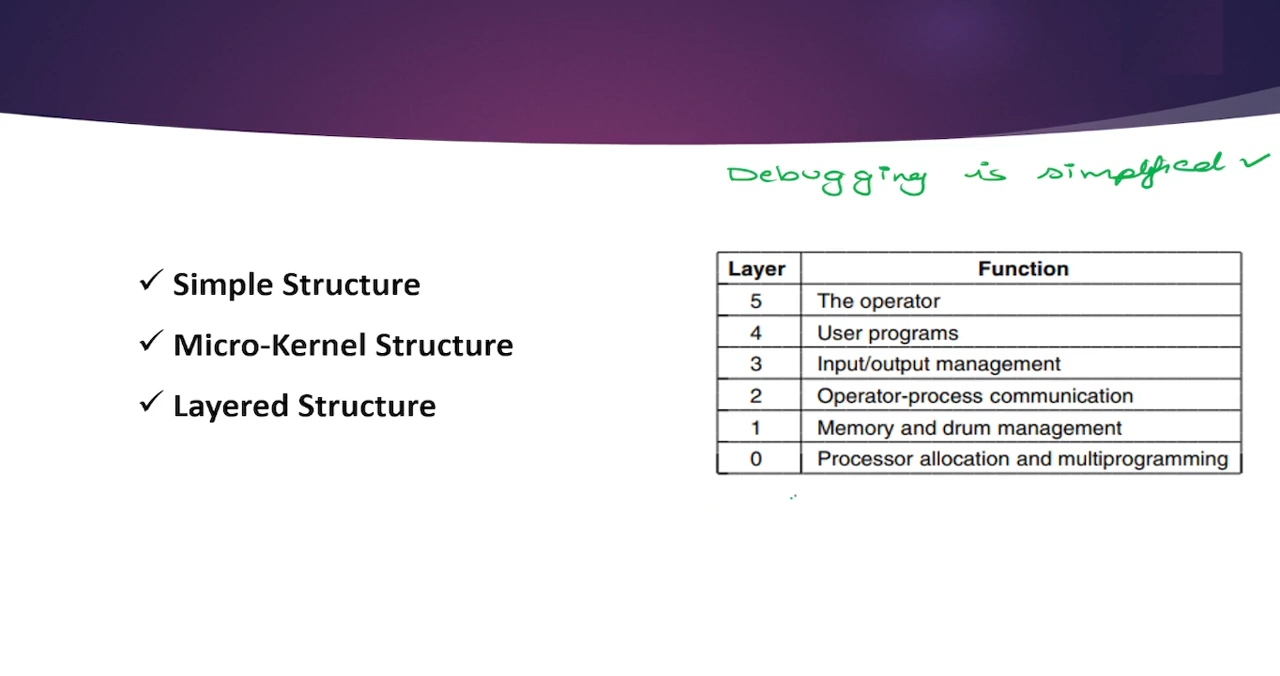 Debugging is simplified ✓
✓ Simple Structure
✓ Micro-Kernel Structure
✓ Layered Structure
Layer Function
5 The operator
4 User programs
3 Input/output management
2 Operator-process communication
1 Memory and drum management
0 Processor allocation and multiprogramming